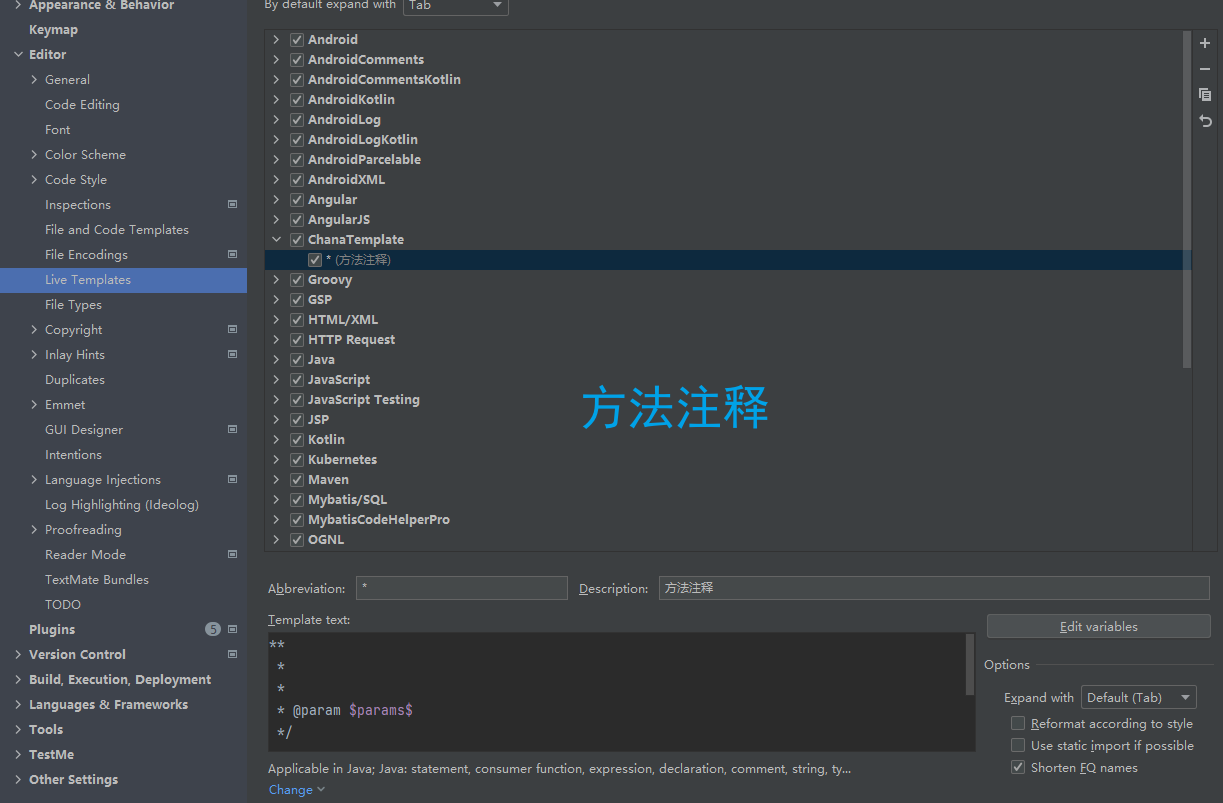 Appearance & Behavior
Keymap
Editor
General
Code Editing
Font
Color Scheme
Code Style
Inspections
File and Code Templates
File Encodings
Live Templates
File Types
Copyright
Inlay Hints
Duplicates
Emmet
GUI Designer
Intentions
Language Injections
Log Highlighting (Ideolog)
Proofreading
Reader Mode
TextMate Bundles
TODO
Plugins 5
Version Control
Build, Execution, Deployment
Languages & Frameworks
Tools
TestMe
Other Settings
By default expand with Tab
Android
AndroidComments
AndroidCommentsKotlin
AndroidKotlin
AndroidLog
AndroidLogKotlin
AndroidParcelable
AndroidXML
Angular
AngularJS
ChanaTemplate
* (方法注释)
Groovy
GSP
HTML/XML
HTTP Request
Java
JavaScript
JavaScript Testing
JSP
Kotlin
Kubernetes
Maven
Mybatis/SQL
MybatisCodeHelperPro
OGNL
方法注释
Abbreviation: * Description: 方法注释
Template text:
**
*
*
* @param $params$
*/
Edit variables
Options
Expand with Default (Tab)
Reformat according to style
Use static import if possible
Shorten FQ names
Applicable in Java; Java: statement, consumer function, expression, declaration, comment, string, ty...
Change